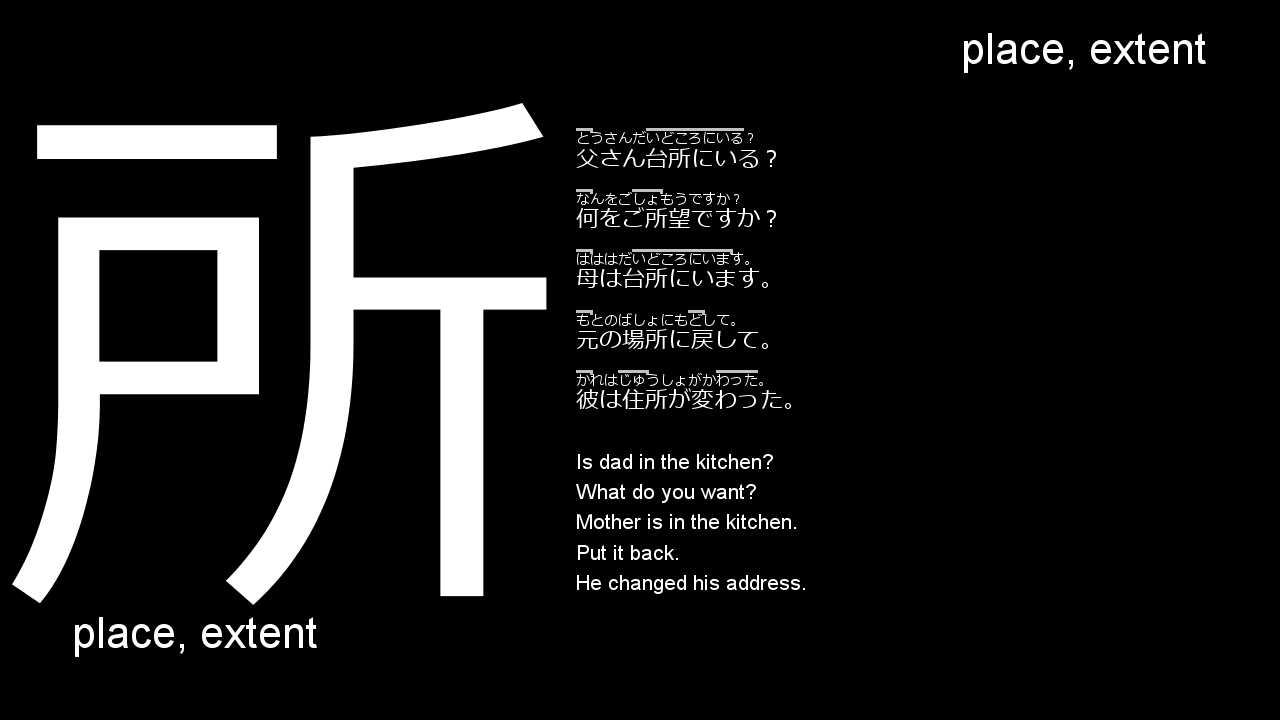 place, extent
所
とうさんだいどころにいる？
父さん台所にいる？
なんをごしょもうですか？
何をご所望ですか？
はははだいどころにいます。
母は台所にいます。
もとのばしょにもどして。
元の場所に戻して。
かれはじゅうしょがかわった。
彼は住所が変わった。
Is dad in the kitchen?
What do you want?
Mother is in the kitchen.
Put it back.
He changed his address.
place, extent